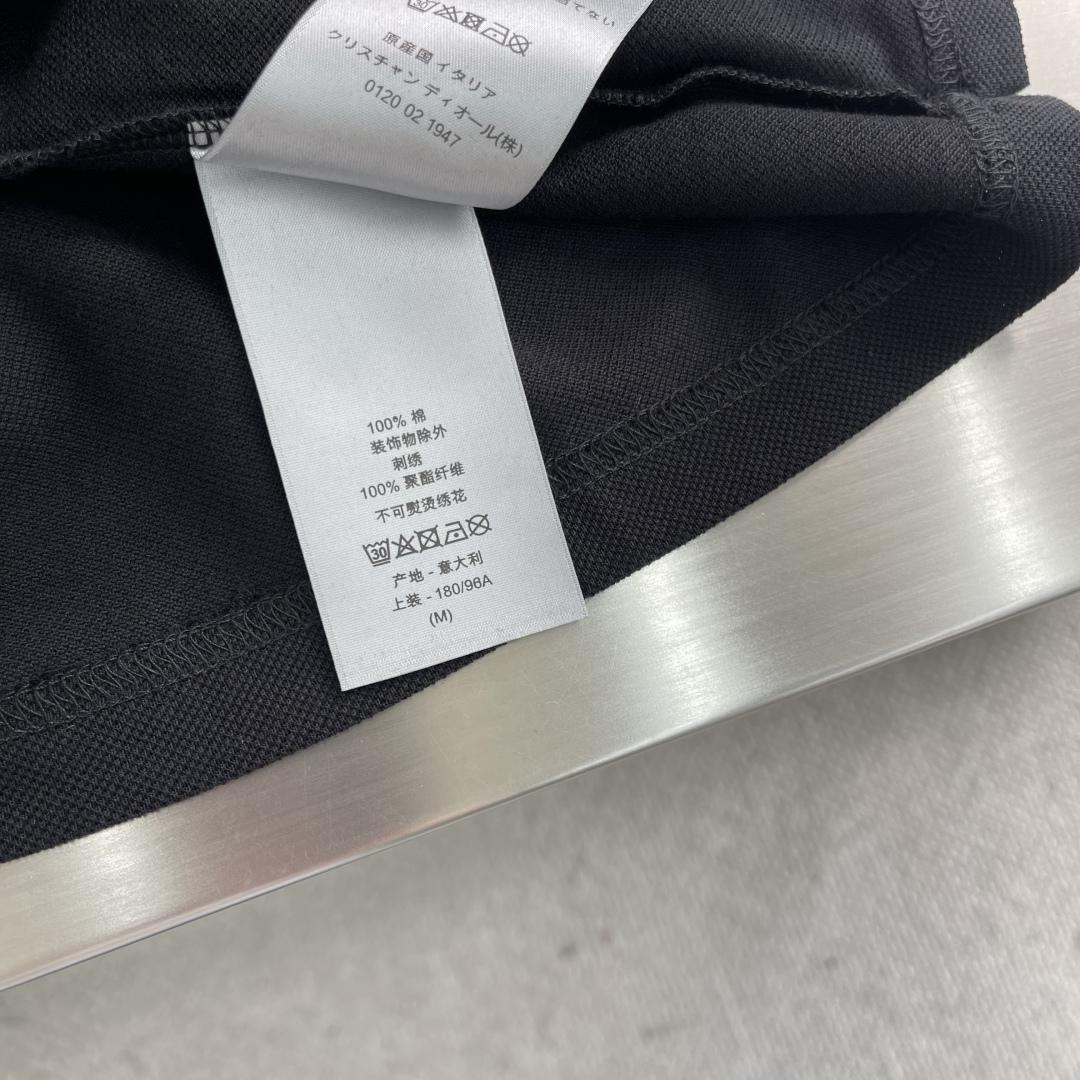 原産国 イタリア
クリスチャン ディオール(株)
0120 02 1947
100% 棉
装饰物除外
刺绣
100% 聚酯纤维
不可熨烫绣花
30
产地 - 意大利
上装 - 180/96A
(M)